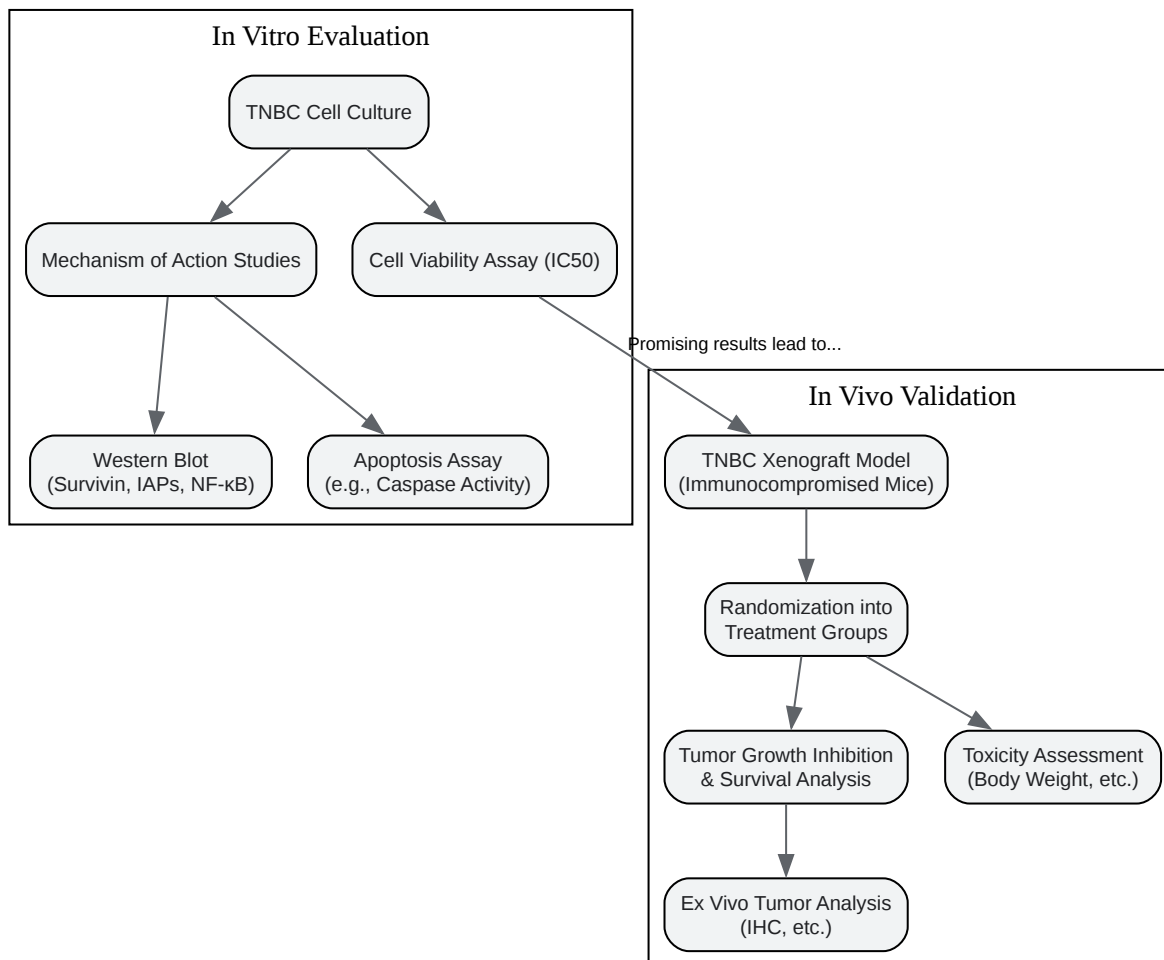 In Vitro Evaluation
TNBC Cell Culture
Mechanism of Action Studies
Cell Viability Assay (IC50)
Promising results lead to...
Western Blot
(Survivin, IAPs, NF-κB)
Apoptosis Assay
(e.g., Caspase Activity)
In Vivo Validation
TNBC Xenograft Model
(Immunocompromised Mice)
Randomization into
Treatment Groups
Tumor Growth Inhibition
& Survival Analysis
Toxicity Assessment
(Body Weight, etc.)
Ex Vivo Tumor Analysis
(IHC, etc.)